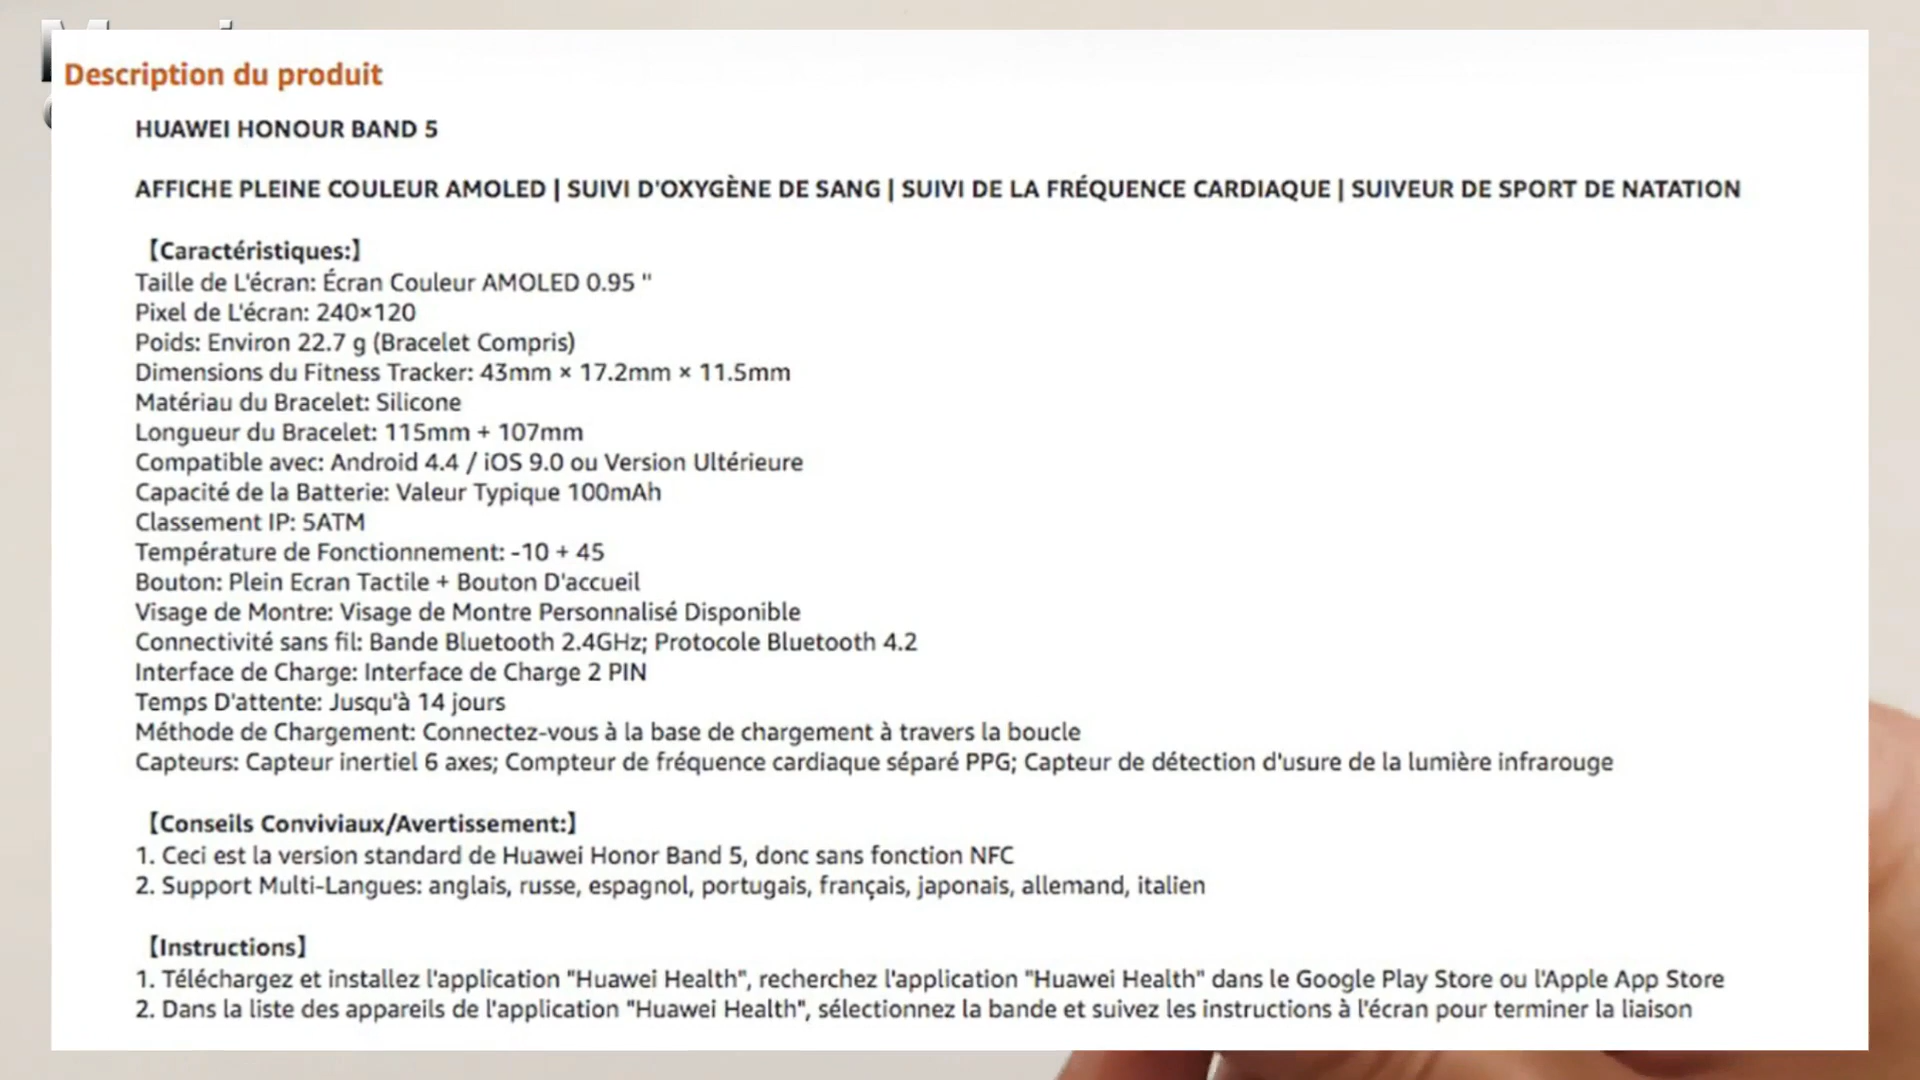 Description du produit
HUAWEI HONOUR BAND 5
AFFICHE PLEINE COULEUR AMOLED | SUIVI D'OXYGÈNE DE SANG | SUIVI DE LA FRÉQUENCE CARDIAQUE | SUIVEUR DE SPORT DE NATATION
【Caractéristiques:】
Taille de L'écran: Écran Couleur AMOLED 0.95 "
Pixel de L'écran: 240×120
Poids: Environ 22.7 g (Bracelet Compris)
Dimensions du Fitness Tracker: 43mm × 17.2mm × 11.5mm
Matériau du Bracelet: Silicone
Longueur du Bracelet: 115mm + 107mm
Compatible avec: Android 4.4 / iOS 9.0 ou Version Ultérieure
Capacité de la Batterie: Valeur Typique 100mAh
Classement IP: 5ATM
Température de Fonctionnement: -10 + 45
Bouton: Plein Ecran Tactile + Bouton D'accueil
Visage de Montre: Visage de Montre Personnalisé Disponible
Connectivité sans fil: Bande Bluetooth 2.4GHz; Protocole Bluetooth 4.2
Interface de Charge: Interface de Charge 2 PIN
Temps D'attente: Jusqu'à 14 jours
Méthode de Chargement: Connectez-vous à la base de chargement à travers la boucle
Capteurs: Capteur inertiel 6 axes; Compteur de fréquence cardiaque séparé PPG; Capteur de détection d'usure de la lumière infrarouge
【Conseils Conviviaux/Avertissement:】
1. Ceci est la version standard de Huawei Honor Band 5, donc sans fonction NFC
2. Support Multi-Langues: anglais, russe, espagnol, portugais, français, japonais, allemand, italien
【Instructions】
1. Téléchargez et installez l'application "Huawei Health", recherchez l'application "Huawei Health" dans le Google Play Store ou l'Apple App Store
2. Dans la liste des appareils de l'application "Huawei Health", sélectionnez la bande et suivez les instructions à l'écran pour terminer la liaison